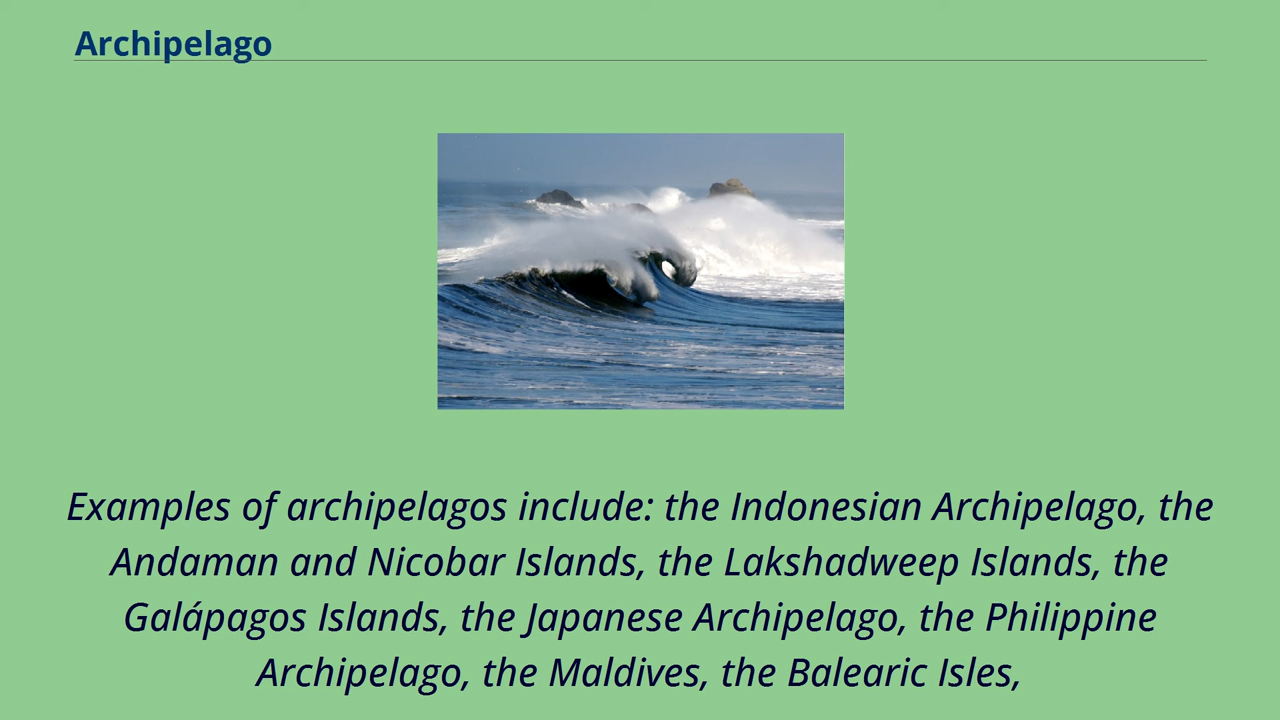 Archipelago
Examples of archipelagos include: the Indonesian Archipelago, the
Andaman and Nicobar Islands, the Lakshadweep Islands, the
Galápagos Islands, the Japanese Archipelago, the Philippine
Archipelago, the Maldives, the Balearic Isles,